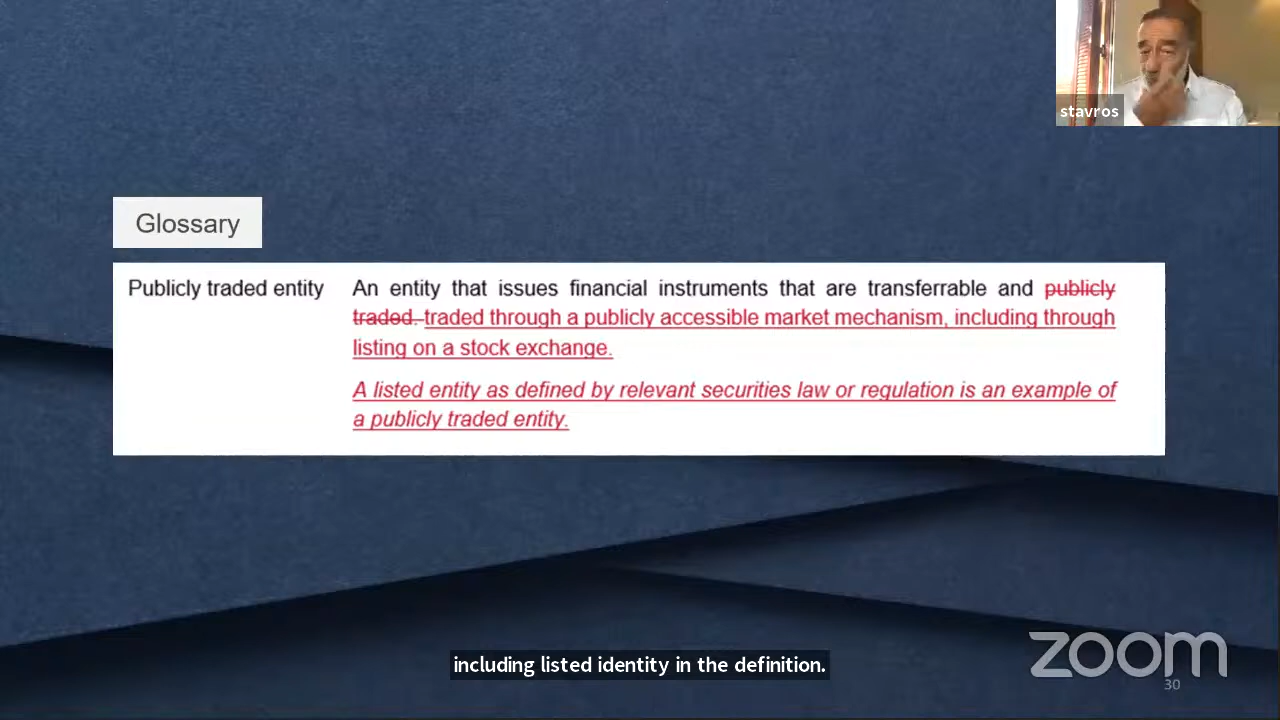 stavros
Glossary
Publicly traded entity
An entity that issues financial instruments that are transferrable and publicly
traded. traded through a publicly accessible market mechanism, including through
listing on a stock exchange.
A listed entity as defined by relevant securities law or regulation is an example of
a publicly traded entity.
including listed identity in the definition.
zoom
30